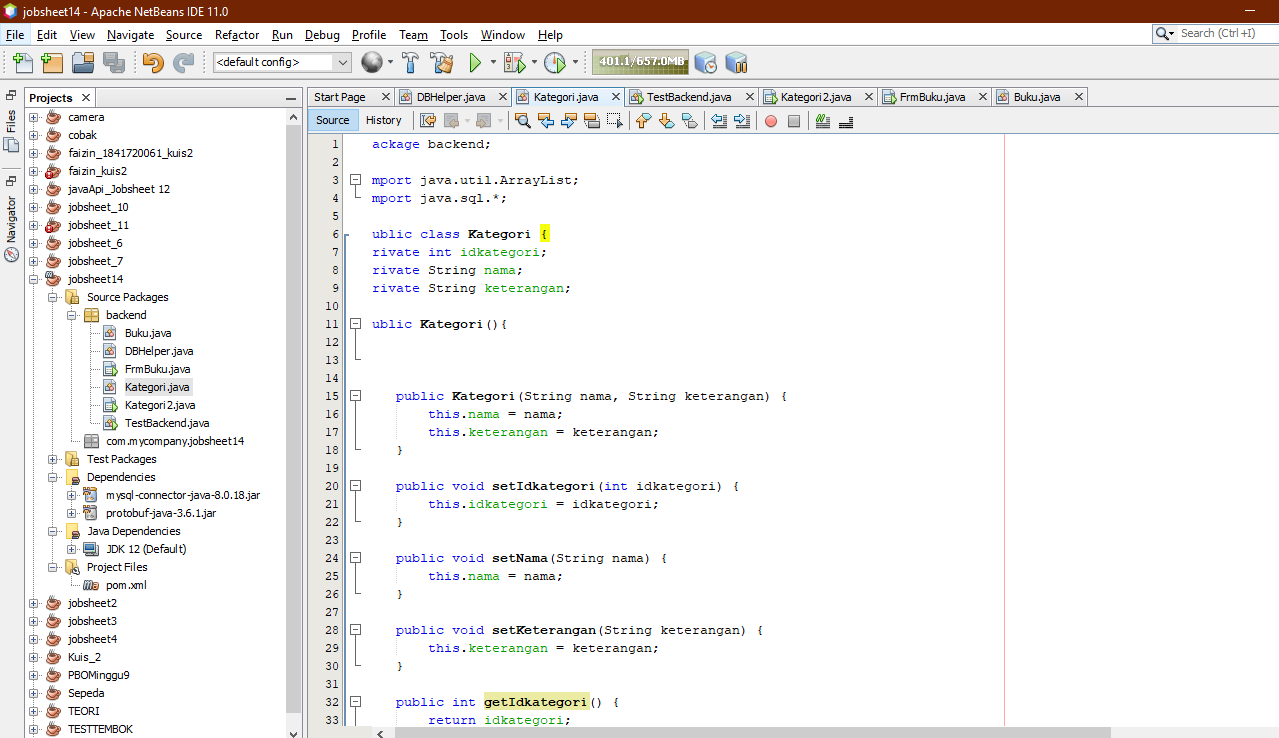 jobsheet14 - Apache NetBeans IDE 11.0
File Edit View Navigate Source Refactor Run Debug Profile Team Tools Window Help
Search (Ctrl+I)
<default config>
401.1/657.0MB
Files
Navigator
Projects
camera
cobak
faizin_1841720061_kuis2
faizin_kuis2
javaApi_Jobsheet 12
jobsheet_10
jobsheet_11
jobsheet_6
jobsheet_7
jobsheet14
Source Packages
backend
Buku.java
DBHelper.java
FrmBuku.java
Kategori.java
Kategori2.java
TestBackend.java
com.mycompany.jobsheet14
Test Packages
Dependencies
mysql-connector-java-8.0.18.jar
protobuf-java-3.6.1.jar
Java Dependencies
JDK 12 (Default)
Project Files
pom.xml
jobsheet2
jobsheet3
jobsheet4
Kuis_2
PBOMinggu9
Sepeda
TEORI
TESTTEMBOK
Start Page DBHelper.java Kategori.java TestBackend.java Kategori2.java FrmBuku.java Buku.java
Source History
1 ackage backend;
2
3 mport java.util.ArrayList;
4 mport java.sql.*;
5
6 ublic class Kategori {
7 rivate int idkategori;
8 rivate String nama;
9 rivate String keterangan;
10
11 ublic Kategori(){
12
13
14
15 public Kategori(String nama, String keterangan) {
16 this.nama = nama;
17 this.keterangan = keterangan;
18 }
19
20 public void setIdkategori(int idkategori) {
21 this.idkategori = idkategori;
22 }
23
24 public void setNama(String nama) {
25 this.nama = nama;
26 }
27
28 public void setKeterangan(String keterangan) {
29 this.keterangan = keterangan;
30 }
31
32 public int getIdkategori() {
33 return idkategori;